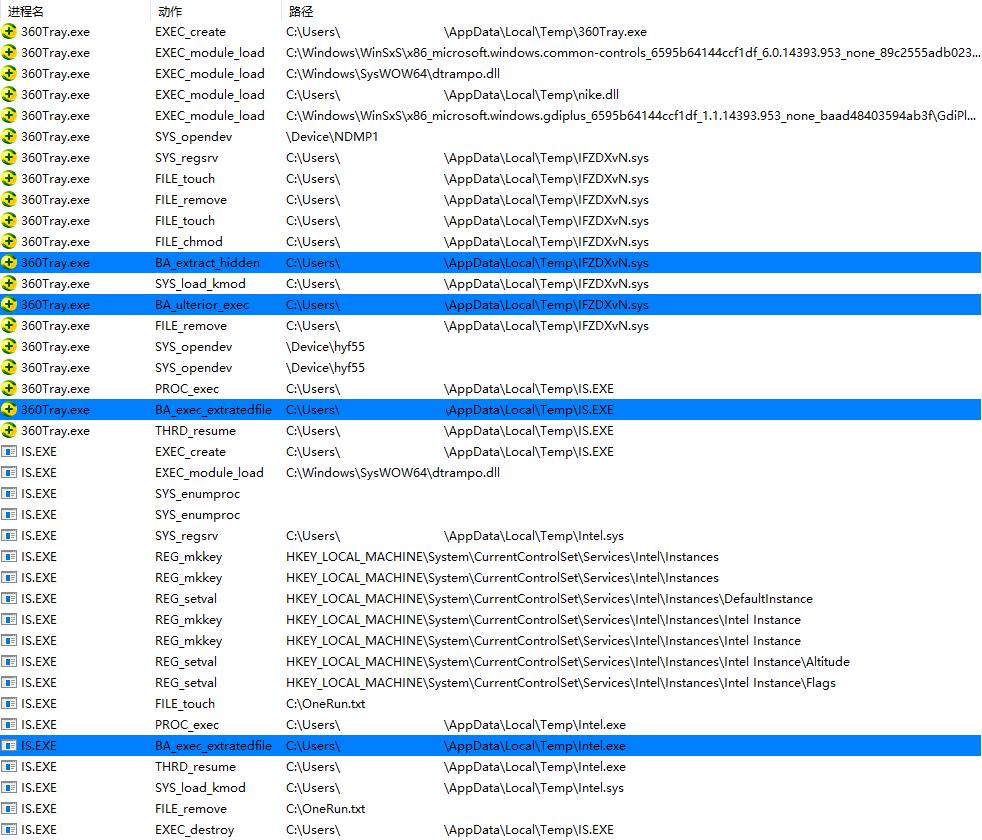 进程名 动作 路径
360Tray.exe EXEC_create C:\Users\ \AppData\Local\Temp\360Tray.exe
360Tray.exe EXEC_module_load C:\Windows\WinSxS\x86_microsoft.windows.common-controls_6595b64144ccf1df_6.0.14393.953_none_89c2555adb023...
360Tray.exe EXEC_module_load C:\Windows\SysWOW64\dtrampo.dll
360Tray.exe EXEC_module_load C:\Users\ \AppData\Local\Temp\nike.dll
360Tray.exe EXEC_module_load C:\Windows\WinSxS\x86_microsoft.windows.gdiplus_6595b64144ccf1df_1.1.14393.953_none_baad48403594ab3f\GdiPl...
360Tray.exe SYS_opendev \Device\NDMP1
360Tray.exe SYS_regsrv C:\Users\ \AppData\Local\Temp\IFZDXvN.sys
360Tray.exe FILE_touch C:\Users\ \AppData\Local\Temp\IFZDXvN.sys
360Tray.exe FILE_remove C:\Users\ \AppData\Local\Temp\IFZDXvN.sys
360Tray.exe FILE_touch C:\Users\ \AppData\Local\Temp\IFZDXvN.sys
360Tray.exe FILE_chmod C:\Users\ \AppData\Local\Temp\IFZDXvN.sys
360Tray.exe BA_extract_hidden C:\Users\ \AppData\Local\Temp\IFZDXvN.sys
360Tray.exe SYS_load_kmod C:\Users\ \AppData\Local\Temp\IFZDXvN.sys
360Tray.exe BA_ulterior_exec C:\Users\ \AppData\Local\Temp\IFZDXvN.sys
360Tray.exe FILE_remove C:\Users\ \AppData\Local\Temp\IFZDXvN.sys
360Tray.exe SYS_opendev \Device\hyf55
360Tray.exe SYS_opendev \Device\hyf55
360Tray.exe PROC_exec C:\Users\ \AppData\Local\Temp\IS.EXE
360Tray.exe BA_exec_extratedfile C:\Users\ \AppData\Local\Temp\IS.EXE
360Tray.exe THRD_resume C:\Users\ \AppData\Local\Temp\IS.EXE
IS.EXE EXEC_create C:\Users\ \AppData\Local\Temp\IS.EXE
IS.EXE EXEC_module_load C:\Windows\SysWOW64\dtrampo.dll
IS.EXE SYS_enumproc
IS.EXE SYS_enumproc
IS.EXE SYS_regsrv C:\Users\ \AppData\Local\Temp\Intel.sys
IS.EXE REG_mkkey HKEY_LOCAL_MACHINE\System\CurrentControlSet\Services\Intel\Instances
IS.EXE REG_mkkey HKEY_LOCAL_MACHINE\System\CurrentControlSet\Services\Intel\Instances
IS.EXE REG_setval HKEY_LOCAL_MACHINE\System\CurrentControlSet\Services\Intel\Instances\DefaultInstance
IS.EXE REG_mkkey HKEY_LOCAL_MACHINE\System\CurrentControlSet\Services\Intel\Instances\Intel Instance
IS.EXE REG_mkkey HKEY_LOCAL_MACHINE\System\CurrentControlSet\Services\Intel\Instances\Intel Instance
IS.EXE REG_setval HKEY_LOCAL_MACHINE\System\CurrentControlSet\Services\Intel\Instances\Intel Instance\Altitude
IS.EXE REG_setval HKEY_LOCAL_MACHINE\System\CurrentControlSet\Services\Intel\Instances\Intel Instance\Flags
IS.EXE FILE_touch C:\OneRun.txt
IS.EXE PROC_exec C:\Users\ \AppData\Local\Temp\Intel.exe
IS.EXE BA_exec_extratedfile C:\Users\ \AppData\Local\Temp\Intel.exe
IS.EXE THRD_resume C:\Users\ \AppData\Local\Temp\Intel.exe
IS.EXE SYS_load_kmod C:\Users\ \AppData\Local\Temp\Intel.sys
IS.EXE FILE_remove C:\OneRun.txt
IS.EXE EXEC_destroy C:\Users\ \AppData\Local\Temp\IS.EXE